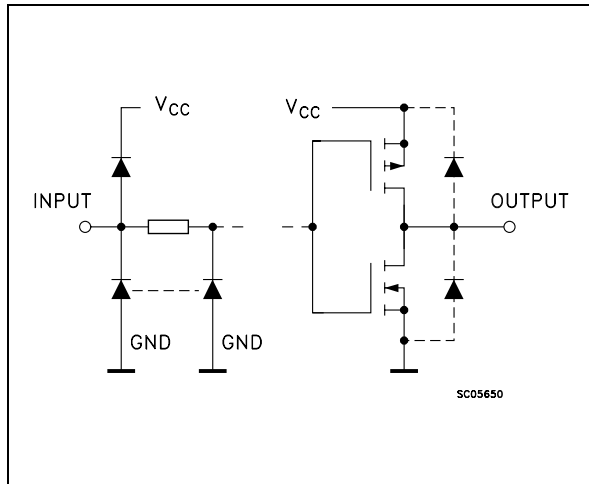 VCC
VCC
INPUT
OUTPUT
GND
GND
SC05650